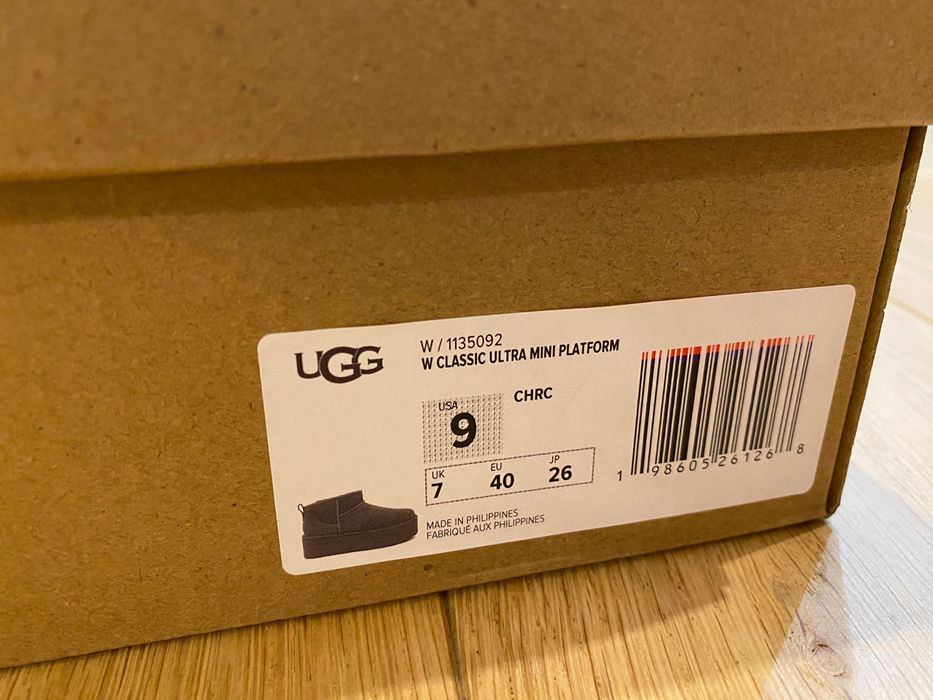 UGG
W / 1135092
W CLASSIC ULTRA MINI PLATFORM
CHRC
USA
9
UK EU JP
7 40 26
MADE IN PHILIPPINES
FABRIQUÉ AUX PHILIPPINES
1 98605 26126 8